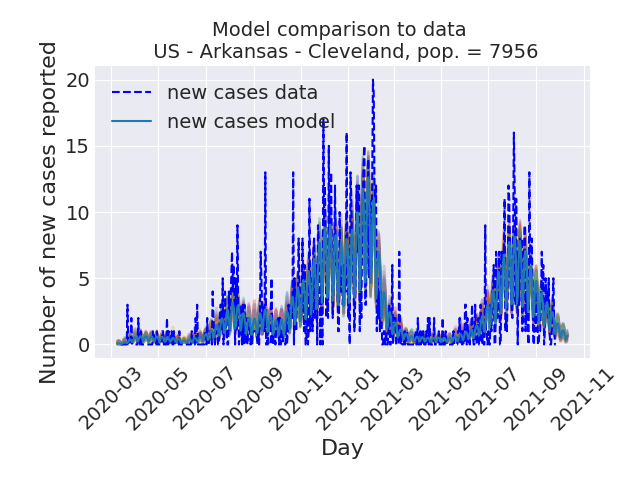 Model comparison to data
US - Arkansas - Cleveland, pop. = 7956
new cases data
new cases model
Number of new cases reported
20
15
10
5
0
2020-03
2020-05
2020-07
2020-09
2020-11
2021-01
2021-03
2021-05
2021-07
2021-09
2021-11
Day